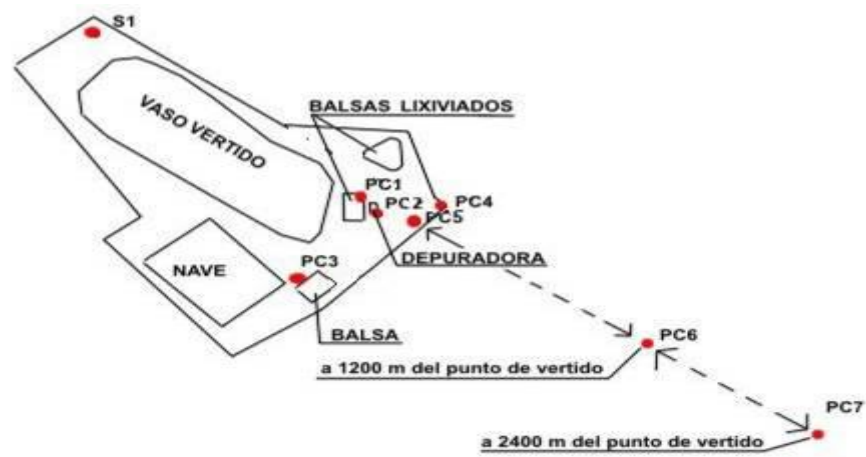 S1
VASO VERTIDO
BALSAS LIXIVIADOS
PC1
PC2
PC4
PC5
DEPURADORA
PC3
NAVE
BALSA
PC6
a 1200 m del punto de vertido
PC7
a 2400 m del punto de vertido